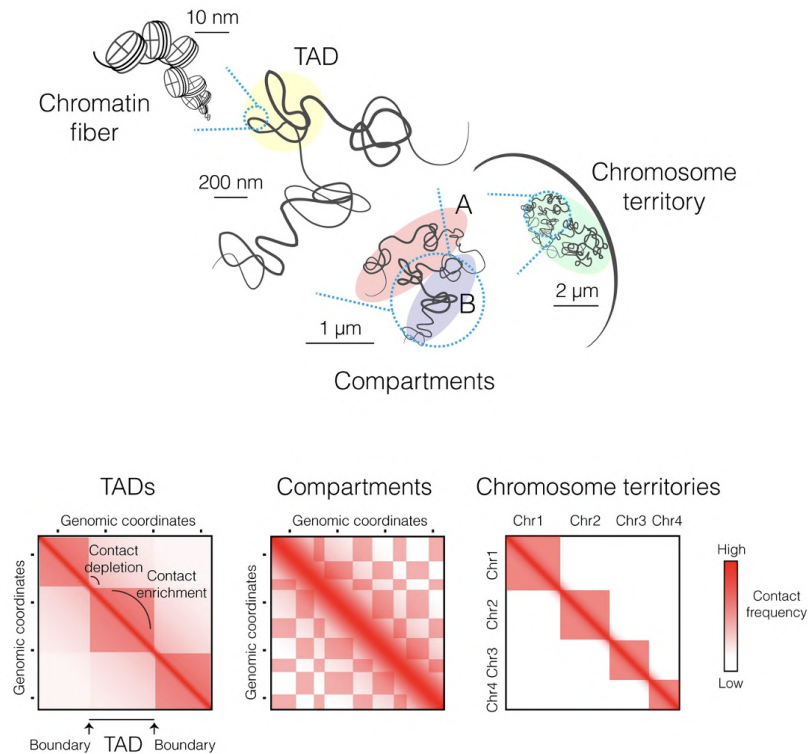 10 nm
TAD
Chromatin
fiber
200 nm
Chromosome
territory
A
B
2 µm
1 µm
Compartments
TADs
Compartments
Chromosome territories
Genomic coordinates
Genomic coordinates
Chr1 Chr2 Chr3 Chr4
Genomic coordinates
Contact
depletion
Contact
enrichment
Genomic coordinates
Chr1
Chr2
Chr3
Chr4
High
Contact
frequency
Low
Boundary TAD Boundary